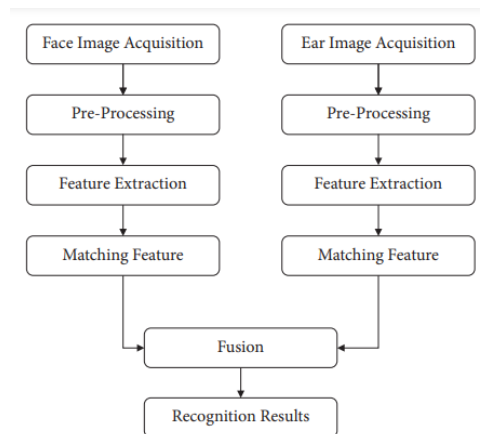 Face Image Acquisition
Ear Image Acquisition
Pre-Processing
Pre-Processing
Feature Extraction
Feature Extraction
Matching Feature
Matching Feature
Fusion
Recognition Results